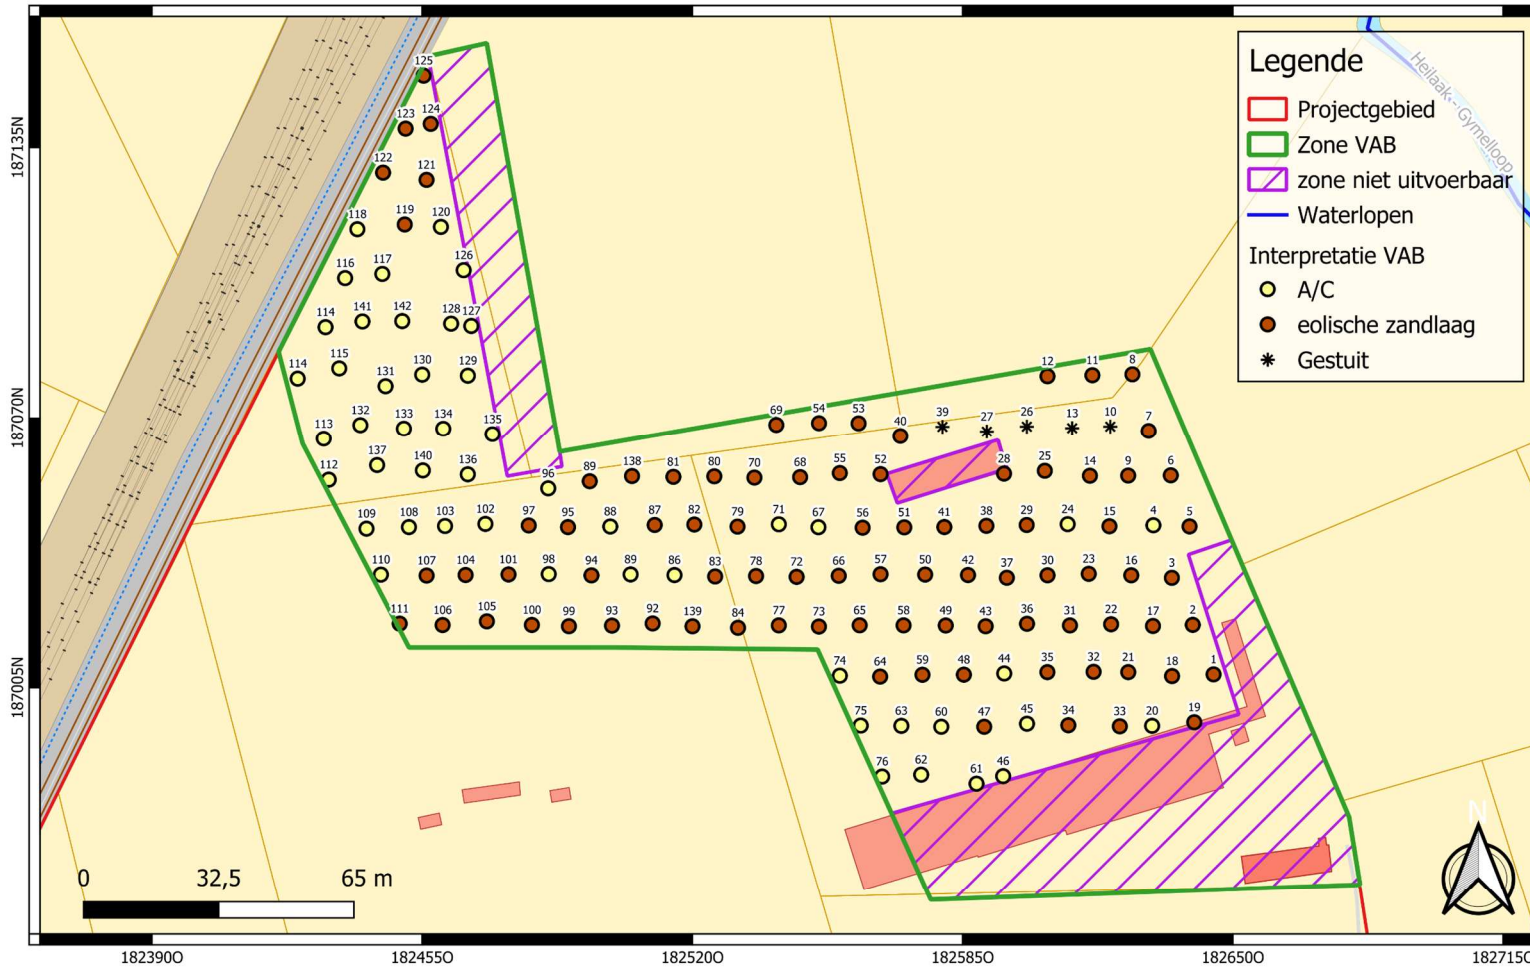 Legende
Projectgebied
Zone VAB
zone niet uitvoerbaar
Waterlopen
Interpretatie VAB
A/C
eolische zandlaag
Gestuit
Heilaak - Gymelloop
187135N
187070N
187005N
125
123 124
122 121
118 119 120
116 117 126
114 141 142 128 127
114 115 131 130 129
12 11 8
113 132 133 134 135
69 54 53 40 39 27 26 13 10 7
112 137 140 136 96 89 138 81 80 70 68 55 52 28 25 14 9 6
109 108 103 102 97 95 88 87 82 79 71 67 56 51 41 38 29 24 15 4 5
110 107 104 101 98 94 89 86 83 78 72 66 57 50 42 37 30 23 16 3
111 106 105 100 99 93 92 139 84 77 73 65 58 49 43 36 31 22 17 2
74 64 59 48 44 35 32 21 18 1
75 63 60 47 45 34 33 20 19
76 62 61 46
N
0 32,5 65 m
182390O 182455O 182520O 182585O 182650O 182715O